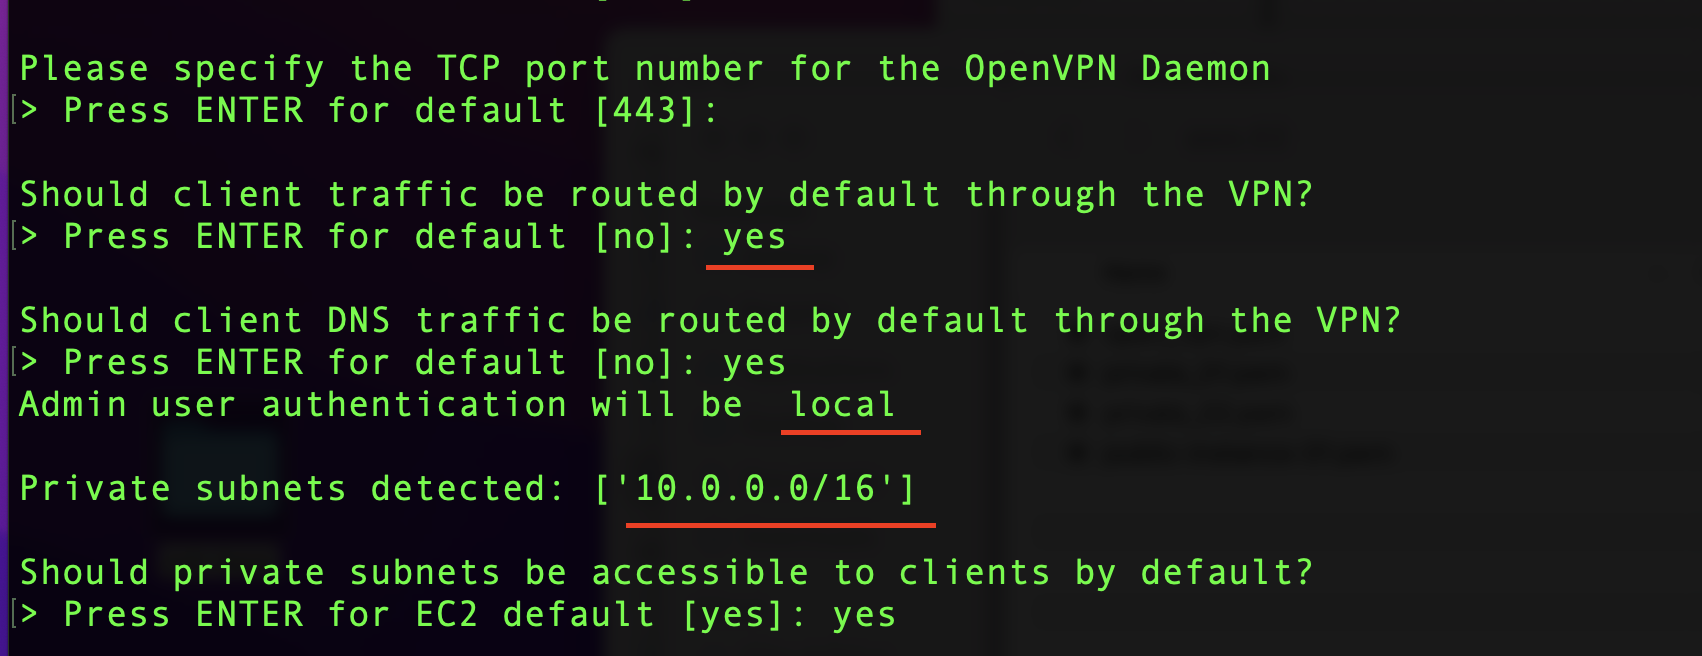 Please specify the TCP port number for the OpenVPN Daemon
> Press ENTER for default [443]:
Should client traffic be routed by default through the VPN?
> Press ENTER for default [no]: yes
Should client DNS traffic be routed by default through the VPN?
> Press ENTER for default [no]: yes
Admin user authentication will be  local
Private subnets detected: ['10.0.0.0/16']
Should private subnets be accessible to clients by default?
> Press ENTER for EC2 default [yes]: yes